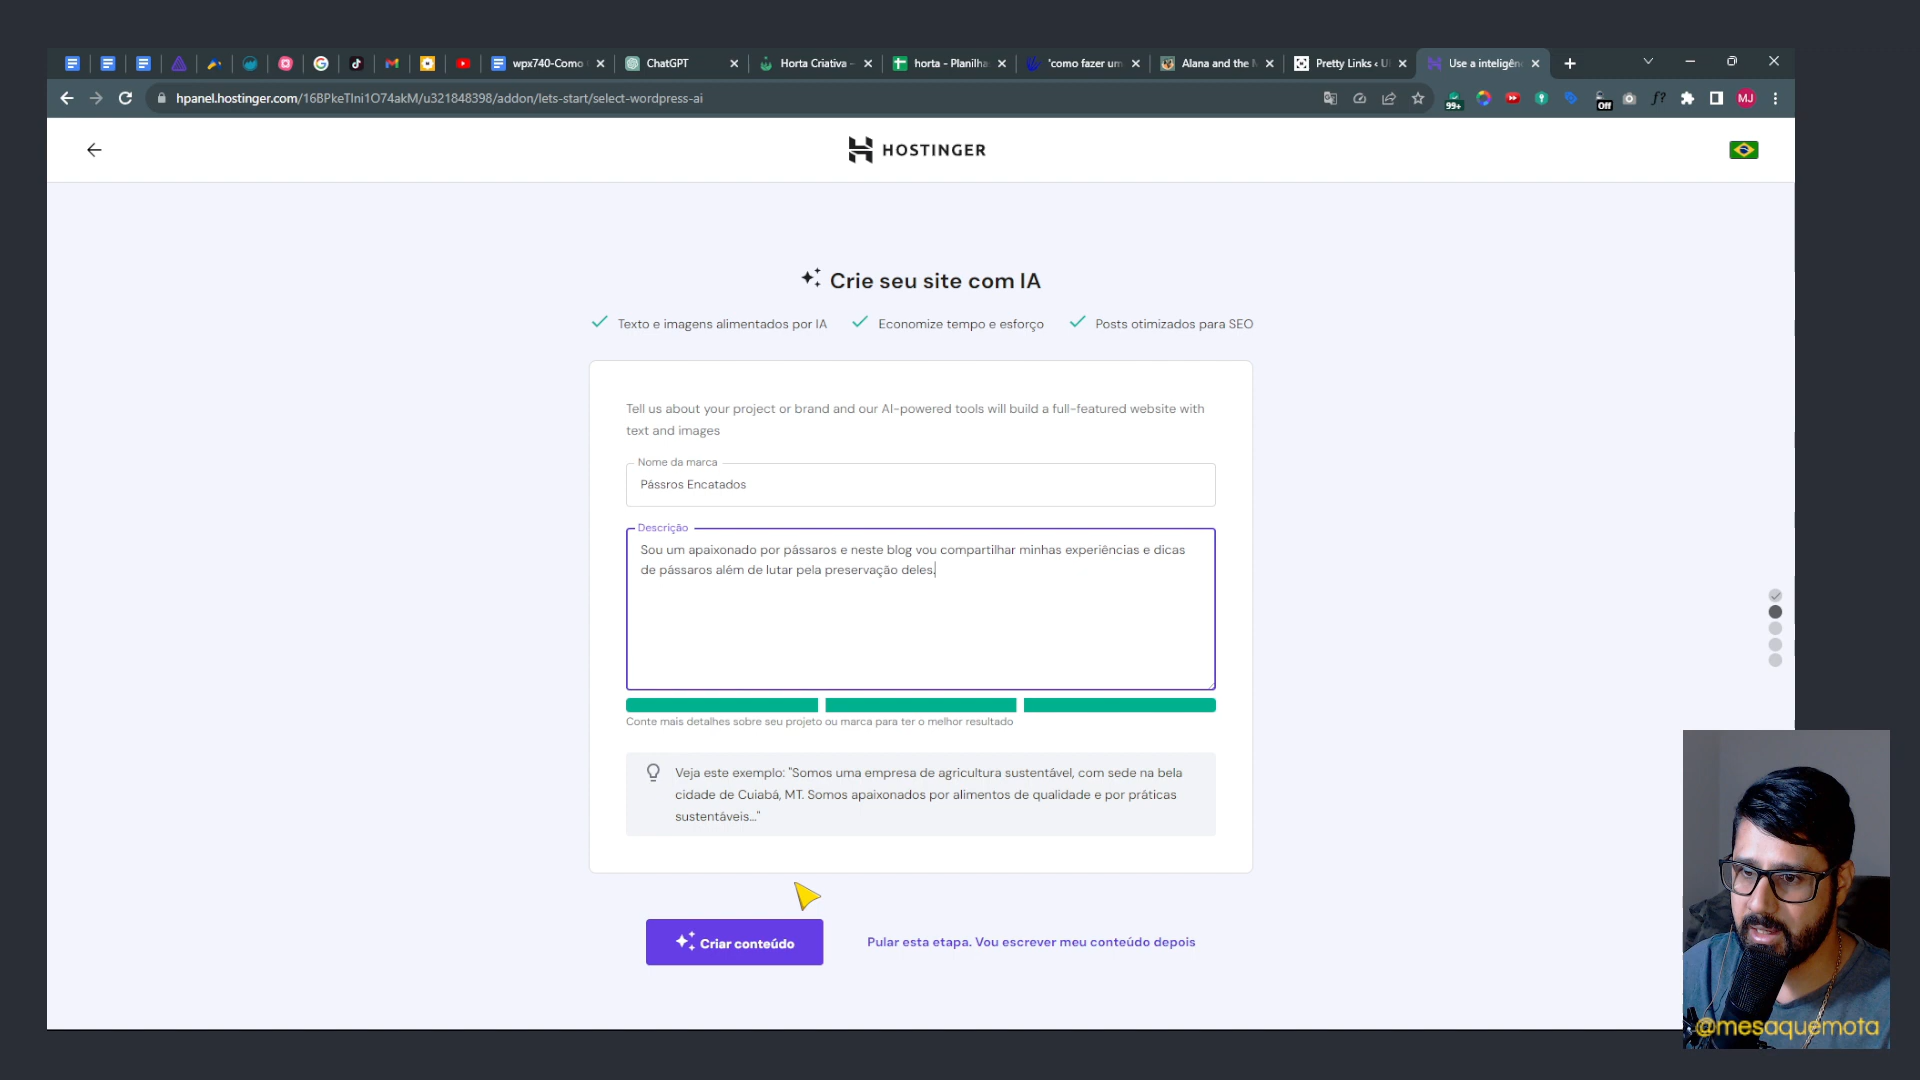 wpx740-Como
ChatGPT
Horta Criativa –
horta - Planilha
"como fazer um
Alana and the M
Pretty Links ‹ U
Use a inteligênc
hpanel.hostinger.com/16BPkeTIni1O74akM/u321848398/addon/lets-start/select-wordpress-ai
99+
Off
f?
MJ
HOSTINGER
Crie seu site com IA
Texto e imagens alimentados por IA
Economize tempo e esforço
Posts otimizados para SEO
Tell us about your project or brand and our AI-powered tools will build a full-featured website with
text and images
Nome da marca
Pássros Encatados
Descrição
Sou um apaixonado por pássaros e neste blog vou compartilhar minhas experiências e dicas
de pássaros além de lutar pela preservação deles.
Conte mais detalhes sobre seu projeto ou marca para ter o melhor resultado
Veja este exemplo: "Somos uma empresa de agricultura sustentável, com sede na bela
cidade de Cuiabá, MT. Somos apaixonados por alimentos de qualidade e por práticas
sustentáveis..."
Criar conteúdo
Pular esta etapa. Vou escrever meu conteúdo depois
@mesaquemota